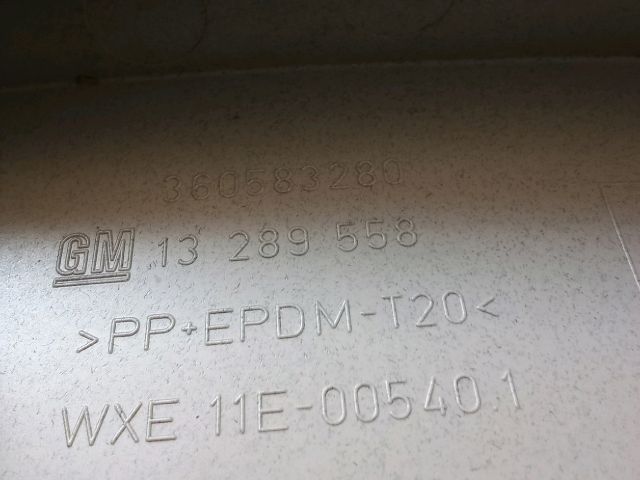 360583280
GM 13 289 558
>PP+EPDM-T20<
WXE 11E-00540.1